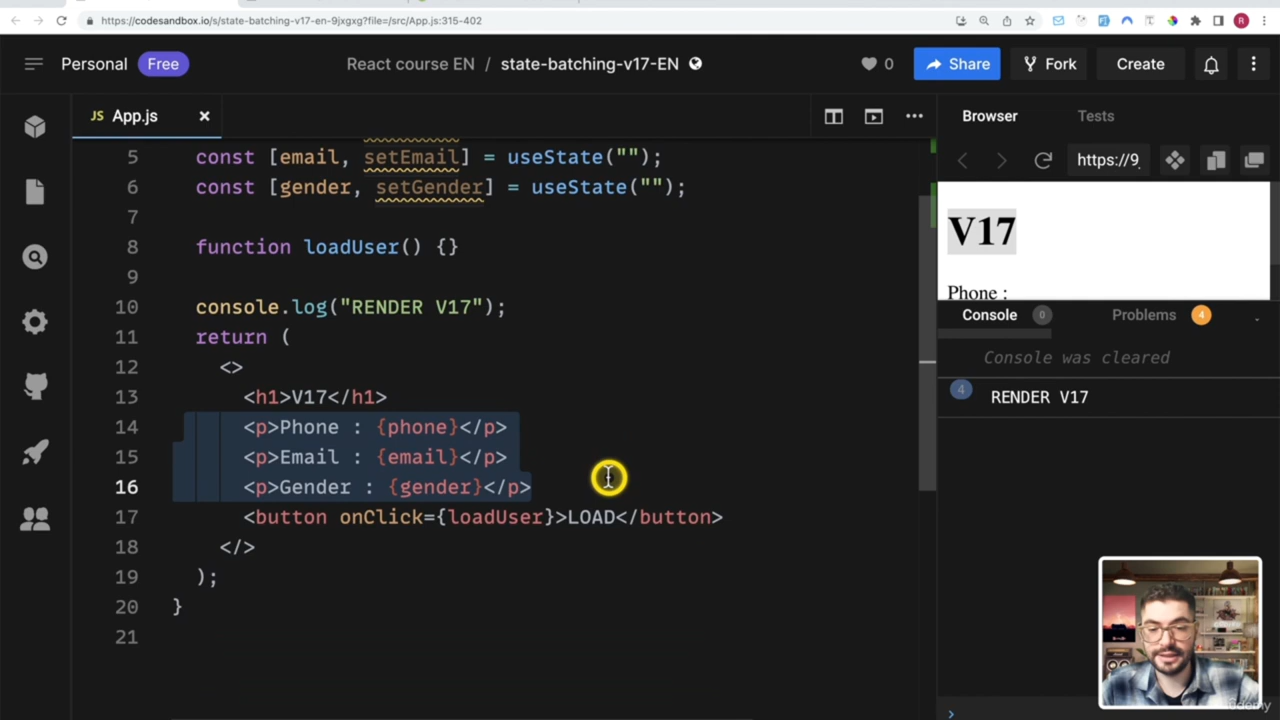 https://codesandbox.io/s/state-batching-v17-en-9jxgxg?file=/src/App.js:315-402
Personal Free React course EN / state-batching-v17-EN 0 Share Fork Create
JS App.js
Browser Tests
https://9.
5 const [email, setEmail] = useState("");
6 const [gender, setGender] = useState("");
7
8 function loadUser() {}
9
10 console.log("RENDER V17");
11 return (
12 <>
13 <h1>V17</h1>
14 <p>Phone : {phone}</p>
15 <p>Email : {email}</p>
16 <p>Gender : {gender}</p>
17 <button onClick={loadUser}>LOAD</button>
18 </>
19 );
20 }
21
V17
Phone :
Console 0 Problems 4
Console was cleared
4 RENDER V17
udemy